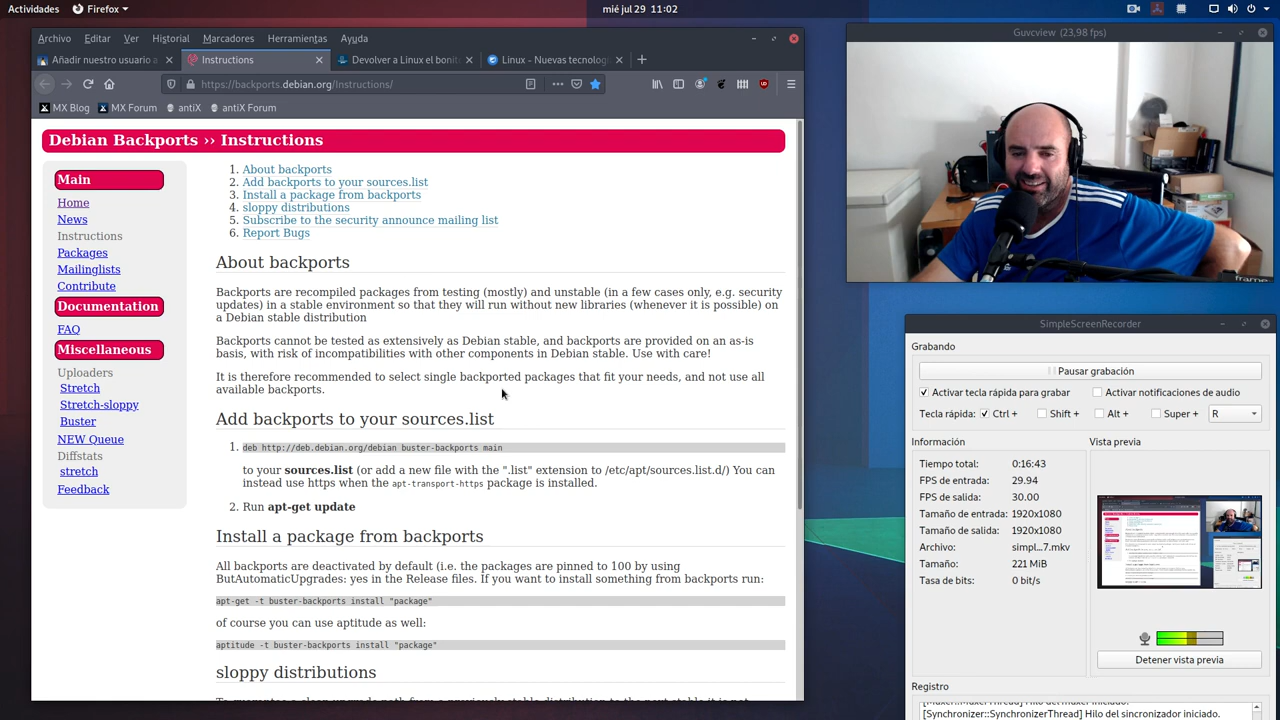 Actividades Firefox mié jul 29 11:02
Archivo Editar Ver Historial Marcadores Herramientas Ayuda
Añadir nuestro usuario a Instructions Devolver a Linux el bonit Linux - Nuevas tecnolog
https://backports.debian.org/Instructions/
MX Blog MX Forum antiX antiX Forum
Debian Backports ›› Instructions
Main
Home
News
Instructions
Packages
Mailinglists
Contribute
Documentation
FAQ
Miscellaneous
Uploaders
Stretch
Stretch-sloppy
Buster
NEW Queue
Diffstats
stretch
Feedback
1. About backports
2. Add backports to your sources.list
3. Install a package from backports
4. sloppy distributions
5. Subscribe to the security announce mailing list
6. Report Bugs
About backports
Backports are recompiled packages from testing (mostly) and unstable (in a few cases only, e.g. security
updates) in a stable environment so that they will run without new libraries (whenever it is possible) on
a Debian stable distribution
Backports cannot be tested as extensively as Debian stable, and backports are provided on an as-is
basis, with risk of incompatibilities with other components in Debian stable. Use with care!
It is therefore recommended to select single backported packages that fit your needs, and not use all
available backports.
Add backports to your sources.list
1. deb http://deb.debian.org/debian buster-backports main
to your sources.list (or add a new file with the ".list" extension to /etc/apt/sources.list.d/) You can
instead use https when the apt-transport-https package is installed.
2. Run apt-get update
Install a package from backports
All backports are deactivated by default (i.e. the packages are pinned to 100 by using
ButAutomaticUpgrades: yes in the Release files. If you want to install something from backports run:
apt-get -t buster-backports install "package"
of course you can use aptitude as well:
aptitude -t buster-backports install "package"
sloppy distributions
Guvcview (23,98 fps)
SimpleScreenRecorder
Grabando
Pausar grabación
Activar tecla rápida para grabar Activar notificaciones de audio
Tecla rápida: Ctrl + Shift + Alt + Super + R
Información
Tiempo total: 0:16:43
FPS de entrada: 29.94
FPS de salida: 30.00
Tamaño de entrada: 1920x1080
Tamaño de salida: 1920x1080
Archivo: simpl...7.mkv
Tamaño: 221 MiB
Tasa de bits: 0 bit/s
Vista previa
Detener vista previa
Registro
[Synchronizer::SynchronizerThread] Hilo del sincronizador iniciado.